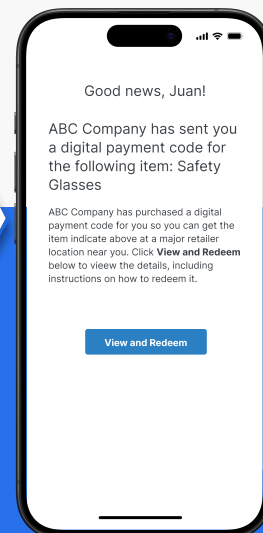 Good news, Juan!
ABC Company has sent you
a digital payment code for
the following item: Safety
Glasses
ABC Company has purchased a digital
payment code for you so you can get the
item indicate above at a major retailer
location near you. Click View and Redeem
below to vieew the details, including
instructions on how to redeem it.
View and Redeem